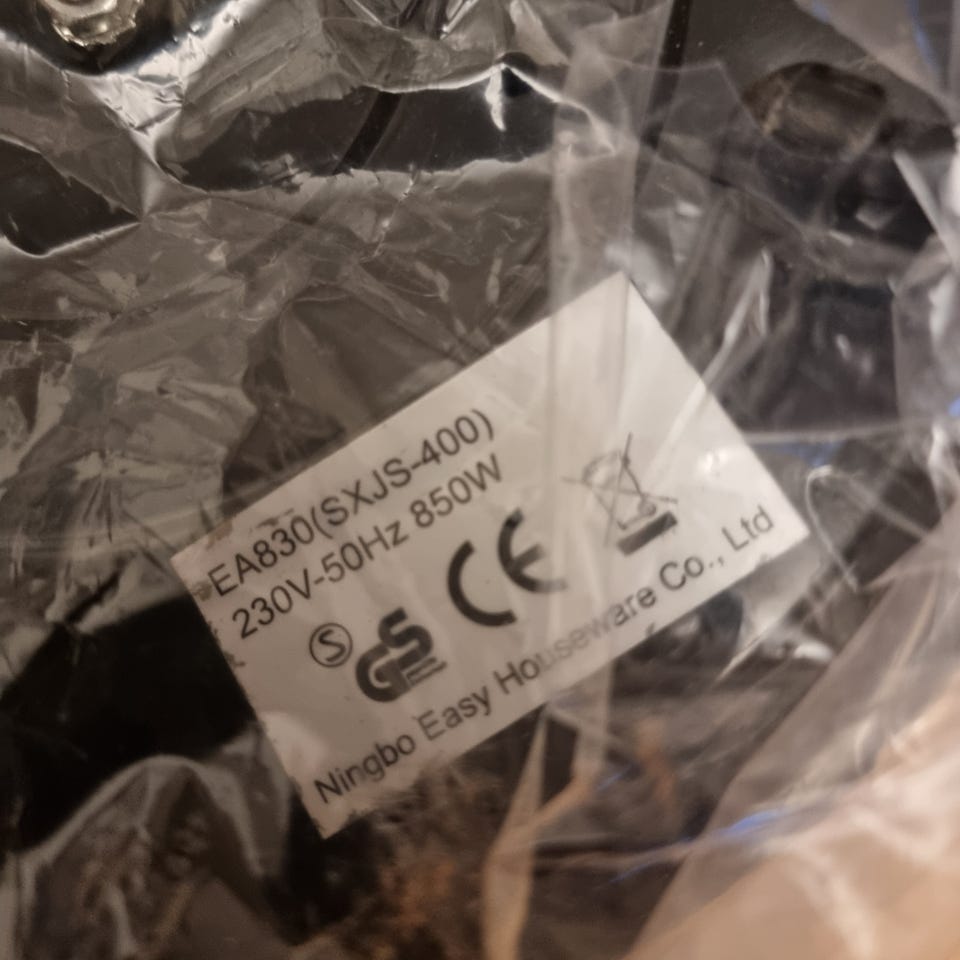 EA830(SXJS-400)
230V-50Hz 850W
S GS CE
Ningbo Easy Houseware Co., Ltd